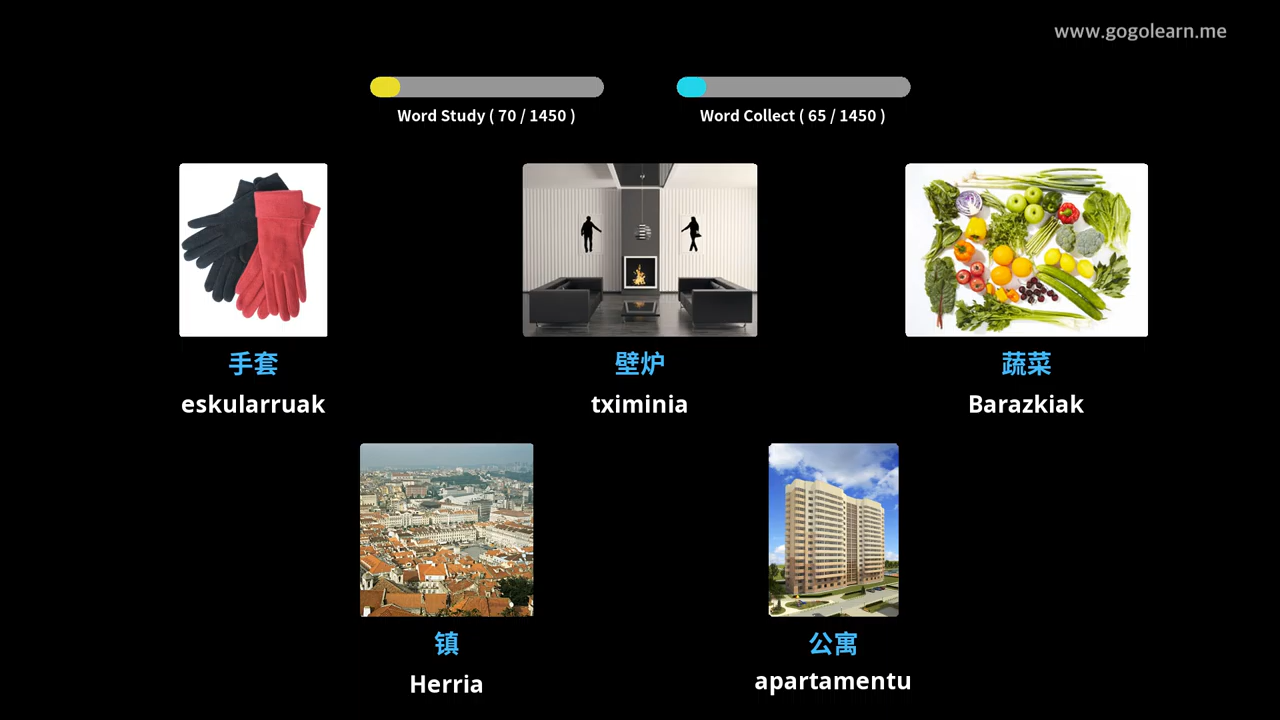 www.gogolearn.me
Word Study ( 70 / 1450 )
Word Collect ( 65 / 1450 )
手套
壁炉
蔬菜
eskularruak
tximinia
Barazkiak
镇
公寓
Herria
apartamentu